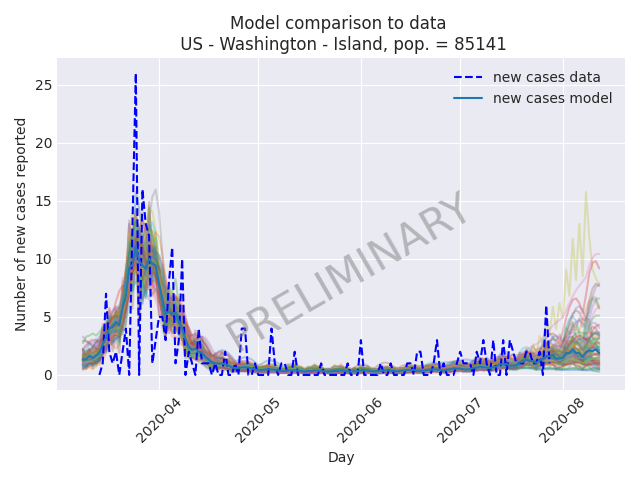 Model comparison to data
US - Washington - Island, pop. = 85141
new cases data
new cases model
PRELIMINARY
Number of new cases reported
25
20
15
10
5
0
2020-04
2020-05
2020-06
2020-07
2020-08
Day